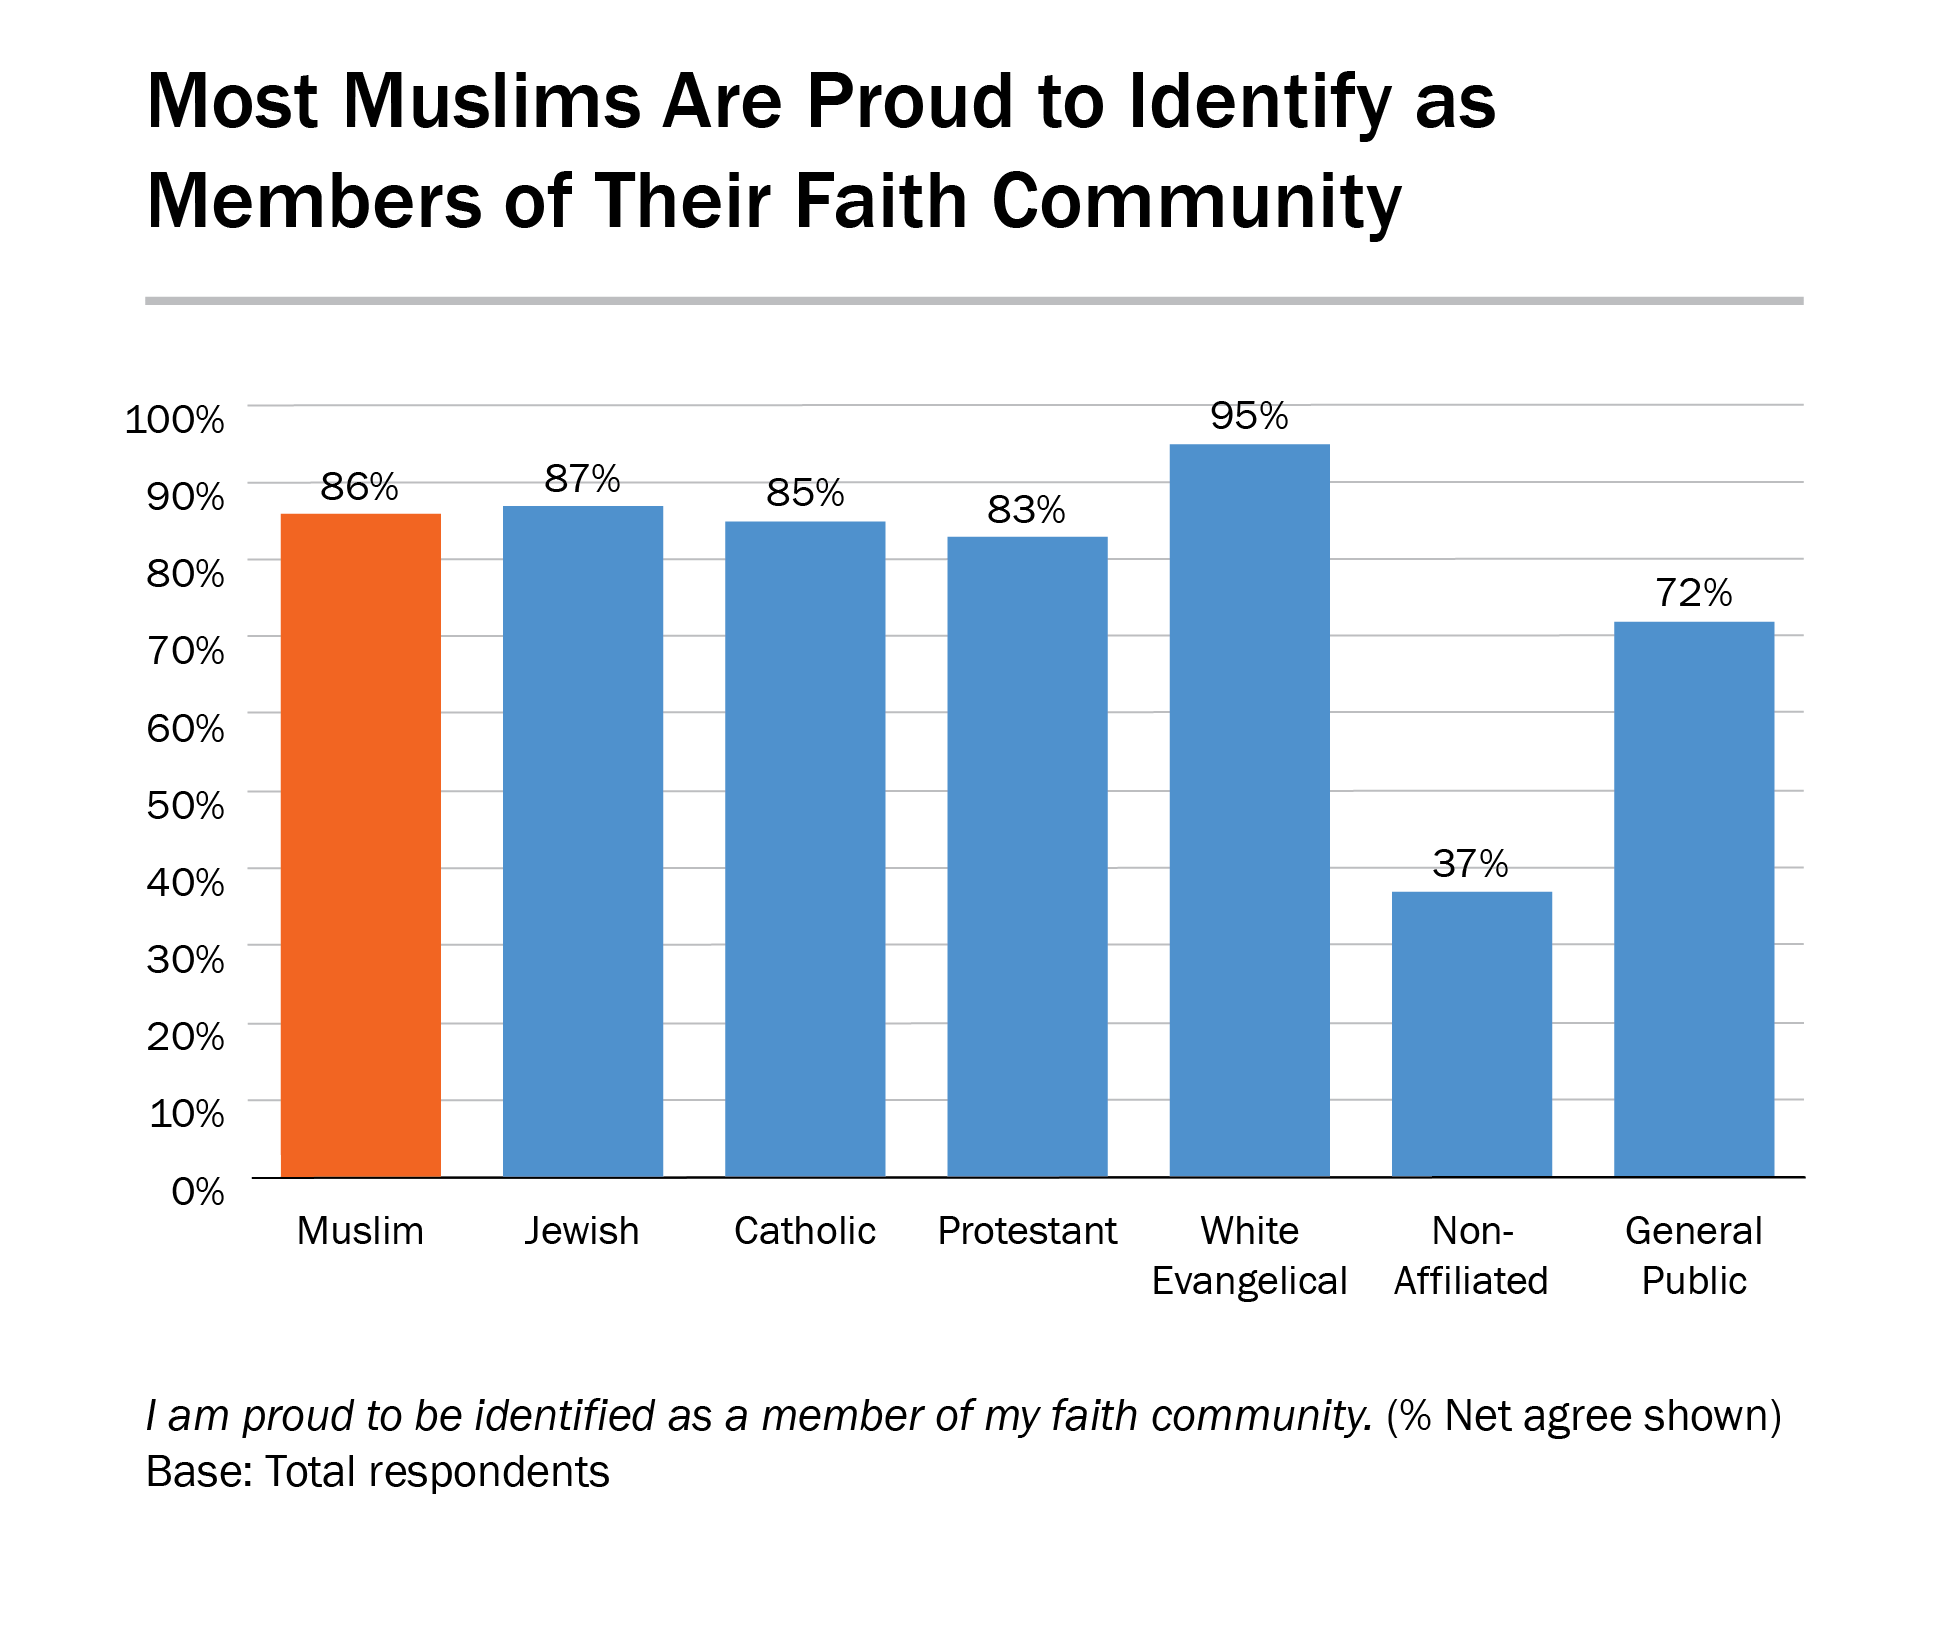 Most Muslims Are Proud to Identify as
Members of Their Faith Community
100%
90%
80%
70%
60%
50%
40%
30%
20%
10%
0%
86%
87%
85%
83%
95%
37%
72%
Muslim
Jewish
Catholic
Protestant
White
Evangelical
Non-
Affiliated
General
Public
I am proud to be identified as a member of my faith community. (% Net agree shown)
Base: Total respondents